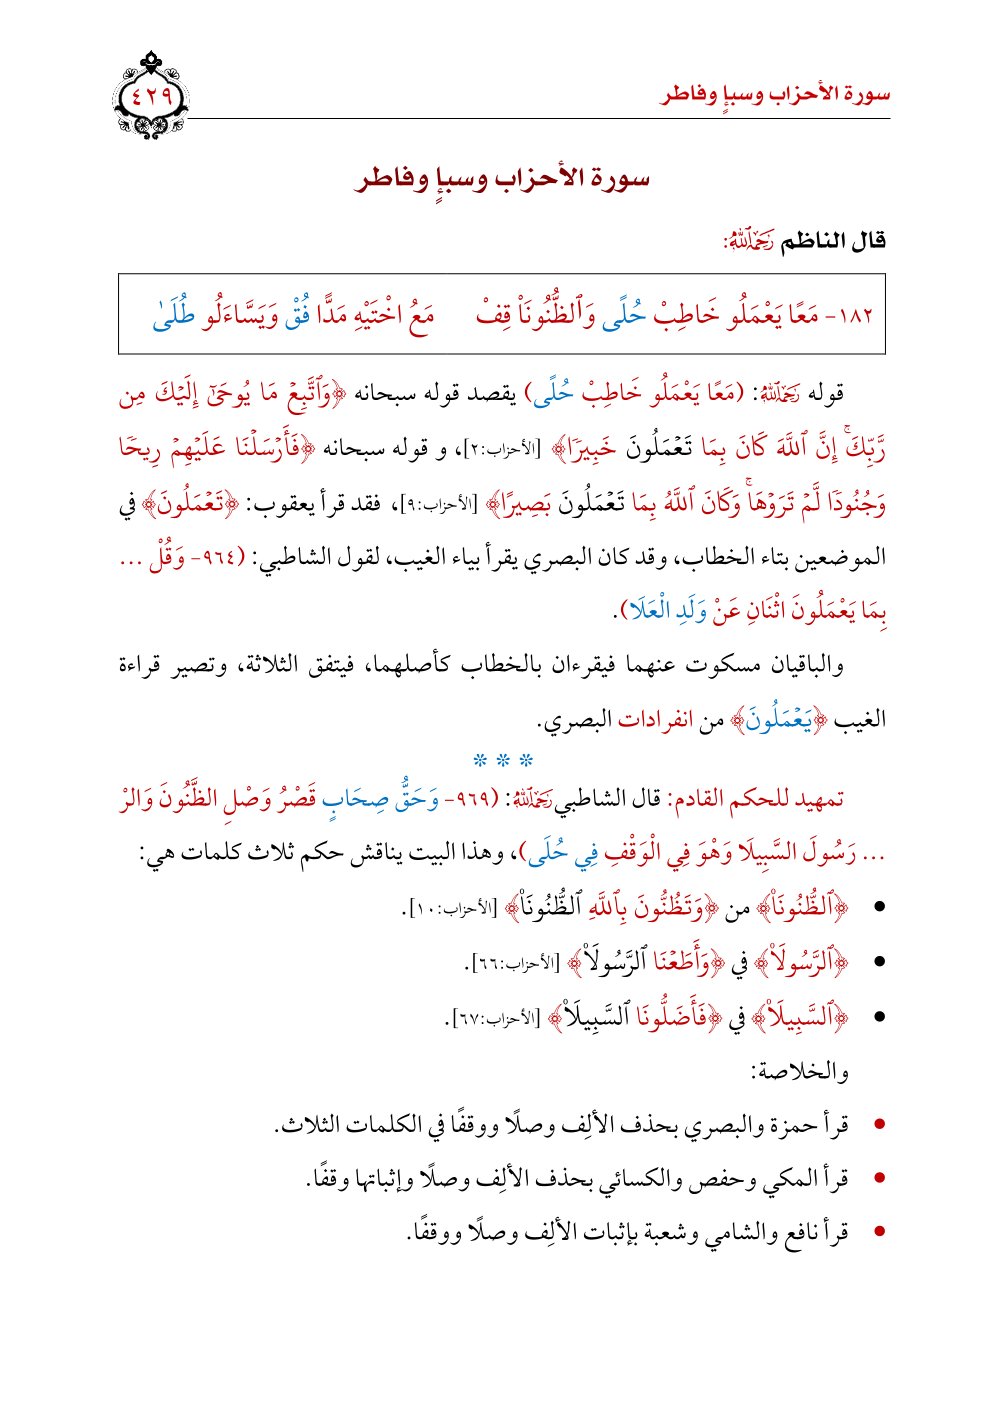 سورة الأحزاب وسبإٍ وفاطر
٤٢٩
سورة الأحزاب وسبإٍ وفاطر
قال الناظم رَحِمَهُ ٱللَّهُ:
١٨٢- مَعًا يَعْمَلُو خَاطِبْ حُلًى وَٱلظُّنُونَاْ قِفْ مَعُ اخْتَيْهِ مَدًّا فُقْ وَيَسَّاءَلُو طُلَىٰ
قوله رَحِمَهُ ٱللَّهُ: (مَعًا يَعْمَلُو خَاطِبْ حُلًى) يقصد قوله سبحانه ﴿وَٱتَّبِعْ مَا يُوحَىٰٓ إِلَيْكَ مِن
رَّبِّكَۚ إِنَّ ٱللَّهَ كَانَ بِمَا تَعْمَلُونَ خَبِيرًا﴾ [الأحزاب:٢]، و قوله سبحانه ﴿فَأَرْسَلْنَا عَلَيْهِمْ رِيحًا
وَجُنُودًا لَّمْ تَرَوْهَاۚ وَكَانَ ٱللَّهُ بِمَا تَعْمَلُونَ بَصِيرًا﴾ [الأحزاب:٩]، فقد قرأ يعقوب: ﴿تَعْمَلُونَ﴾ في
الموضعين بتاء الخطاب، وقد كان البصري يقرأ بياء الغيب، لقول الشاطبي: (٩٦٤- وَقُلْ ...
بِمَا يَعْمَلُونَ اثْنَانِ عَنْ وَلَدِ الْعَلَا).
والباقيان مسكوت عنهما فيقرءان بالخطاب كأصلهما، فيتفق الثلاثة، وتصير قراءة
الغيب ﴿يَعْمَلُونَ﴾ من انفرادات البصري.
* * *
تمهيد للحكم القادم: قال الشاطبي رَحِمَهُ ٱللَّهُ: (٩٦٩- وَحَقُّ صِحَابٍ قَصْرُ وَصْلِ الظَّنُونَ وَالرْ
... رَسُولَ السَّبِيلَا وَهْوَ فِي الْوَقْفِ فِي حُلَى)، وهذا البيت يناقش حكم ثلاث كلمات هي:
● ﴿ٱلظُّنُونَا۠﴾ من ﴿وَتَظُنُّونَ بِٱللَّهِ ٱلظُّنُونَا۠﴾ [الأحزاب:١٠].
● ﴿ٱلرَّسُولَا۠﴾ في ﴿وَأَطَعْنَا ٱلرَّسُولَا۠﴾ [الأحزاب:٦٦].
● ﴿ٱلسَّبِيلَا۠﴾ في ﴿فَأَضَلُّونَا ٱلسَّبِيلَا۠﴾ [الأحزاب:٦٧].
والخلاصة:
● قرأ حمزة والبصري بحذف الألِف وصلًا ووقفًا في الكلمات الثلاث.
● قرأ المكي وحفص والكسائي بحذف الألِف وصلًا وإثباتها وقفًا.
● قرأ نافع والشامي وشعبة بإثبات الألِف وصلًا ووقفًا.